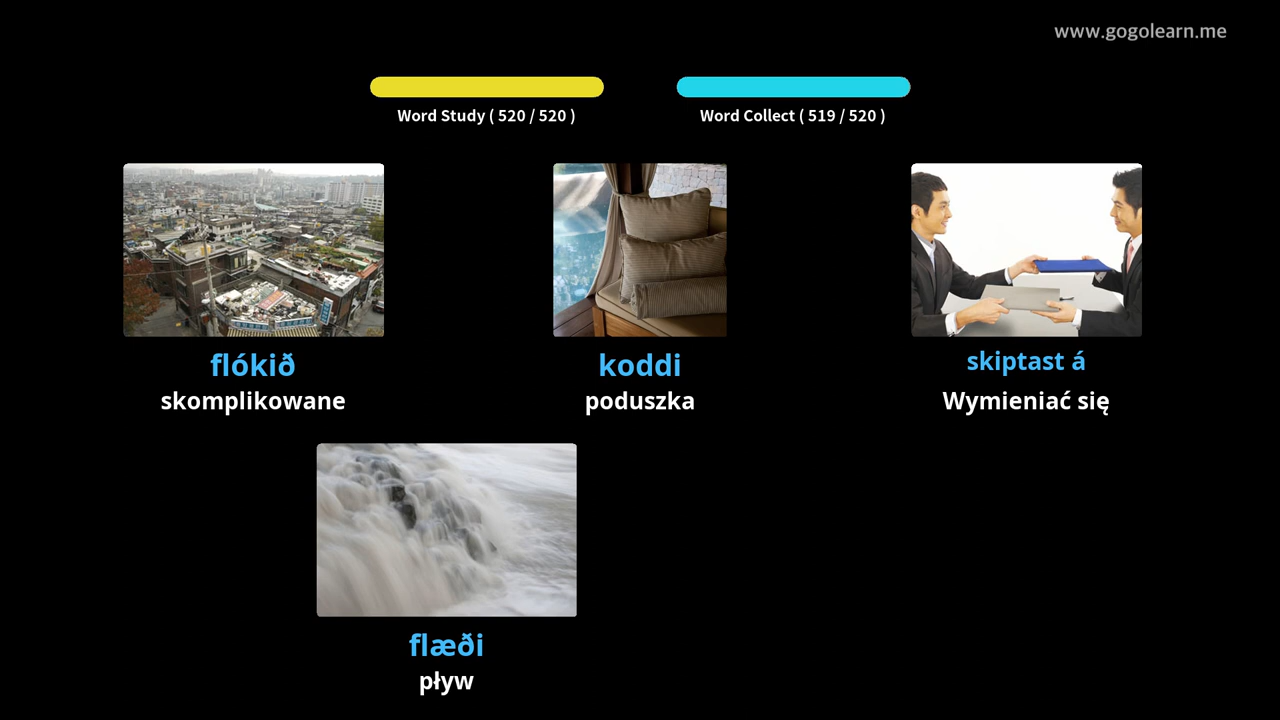 www.gogolearn.me
Word Study ( 520 / 520 )
Word Collect ( 519 / 520 )
flókið
skomplikowane
koddi
poduszka
skiptast á
Wymieniać się
flæði
pływ